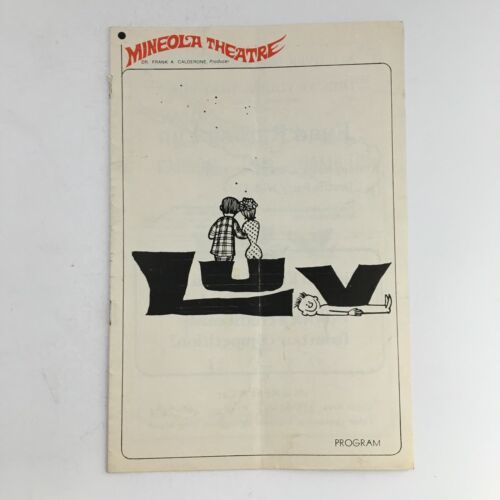 MINEOLA THEATRE
DR. FRANK A. CALDERONE, Producer
LUV
PROGRAM